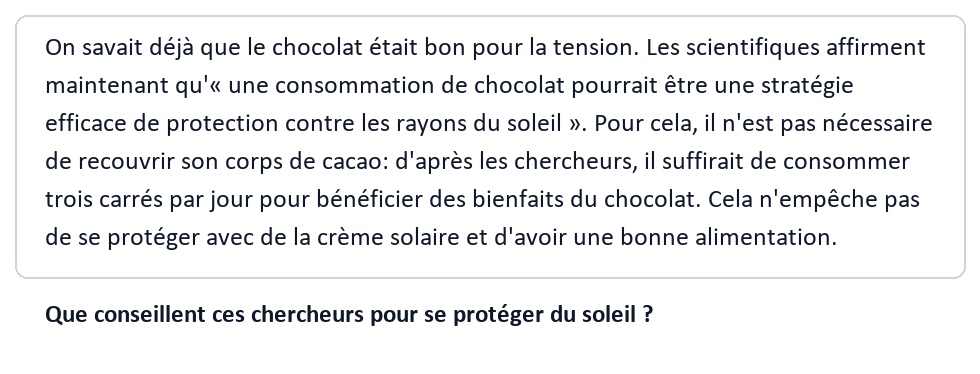 On savait déjà que le chocolat était bon pour la tension. Les scientifiques affirment
maintenant qu'« une consommation de chocolat pourrait être une stratégie
efficace de protection contre les rayons du soleil ». Pour cela, il n'est pas nécessaire
de recouvrir son corps de cacao: d'après les chercheurs, il suffirait de consommer
trois carrés par jour pour bénéficier des bienfaits du chocolat. Cela n'empêche pas
de se protéger avec de la crème solaire et d'avoir une bonne alimentation.
Que conseillent ces chercheurs pour se protéger du soleil ?